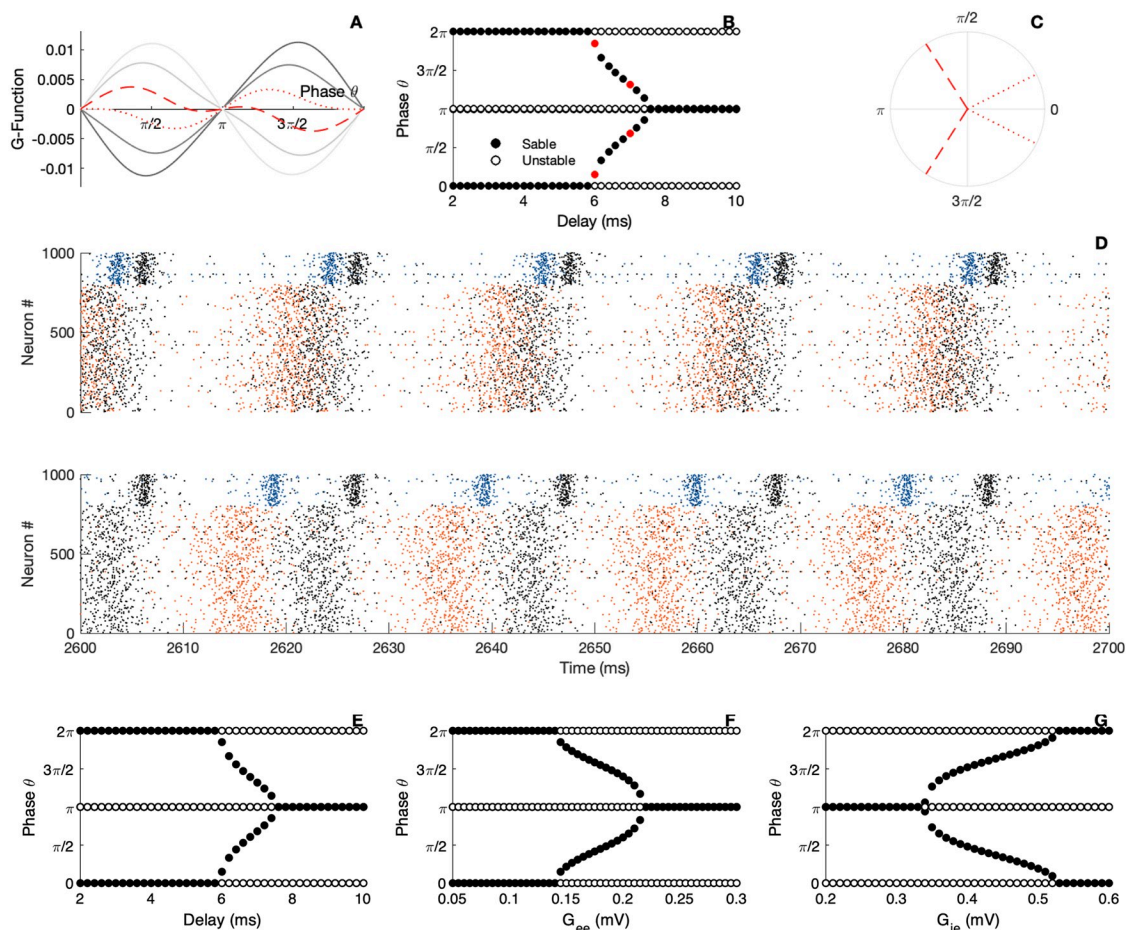 A
0.01
0.005
0
-0.005
-0.01
G-Function
Phase θ
π/2
π
3π/2
B
2π
3π/2
π
π/2
0
Phase θ
Sable
Unstable
2
4
6
8
10
Delay (ms)
C
π/2
π
0
3π/2
D
1000
500
0
Neuron #
1000
500
0
Neuron #
2600
2610
2620
2630
2640
2650
2660
2670
2680
2690
2700
Time (ms)
E
2π
3π/2
π
π/2
0
Phase θ
2
4
6
8
10
Delay (ms)
F
2π
3π/2
π
π/2
0
Phase θ
0.05
0.1
0.15
0.2
0.25
0.3
G_ee (mV)
G
2π
3π/2
π
π/2
0
Phase θ
0.2
0.3
0.4
0.5
0.6
G_ie (mV)